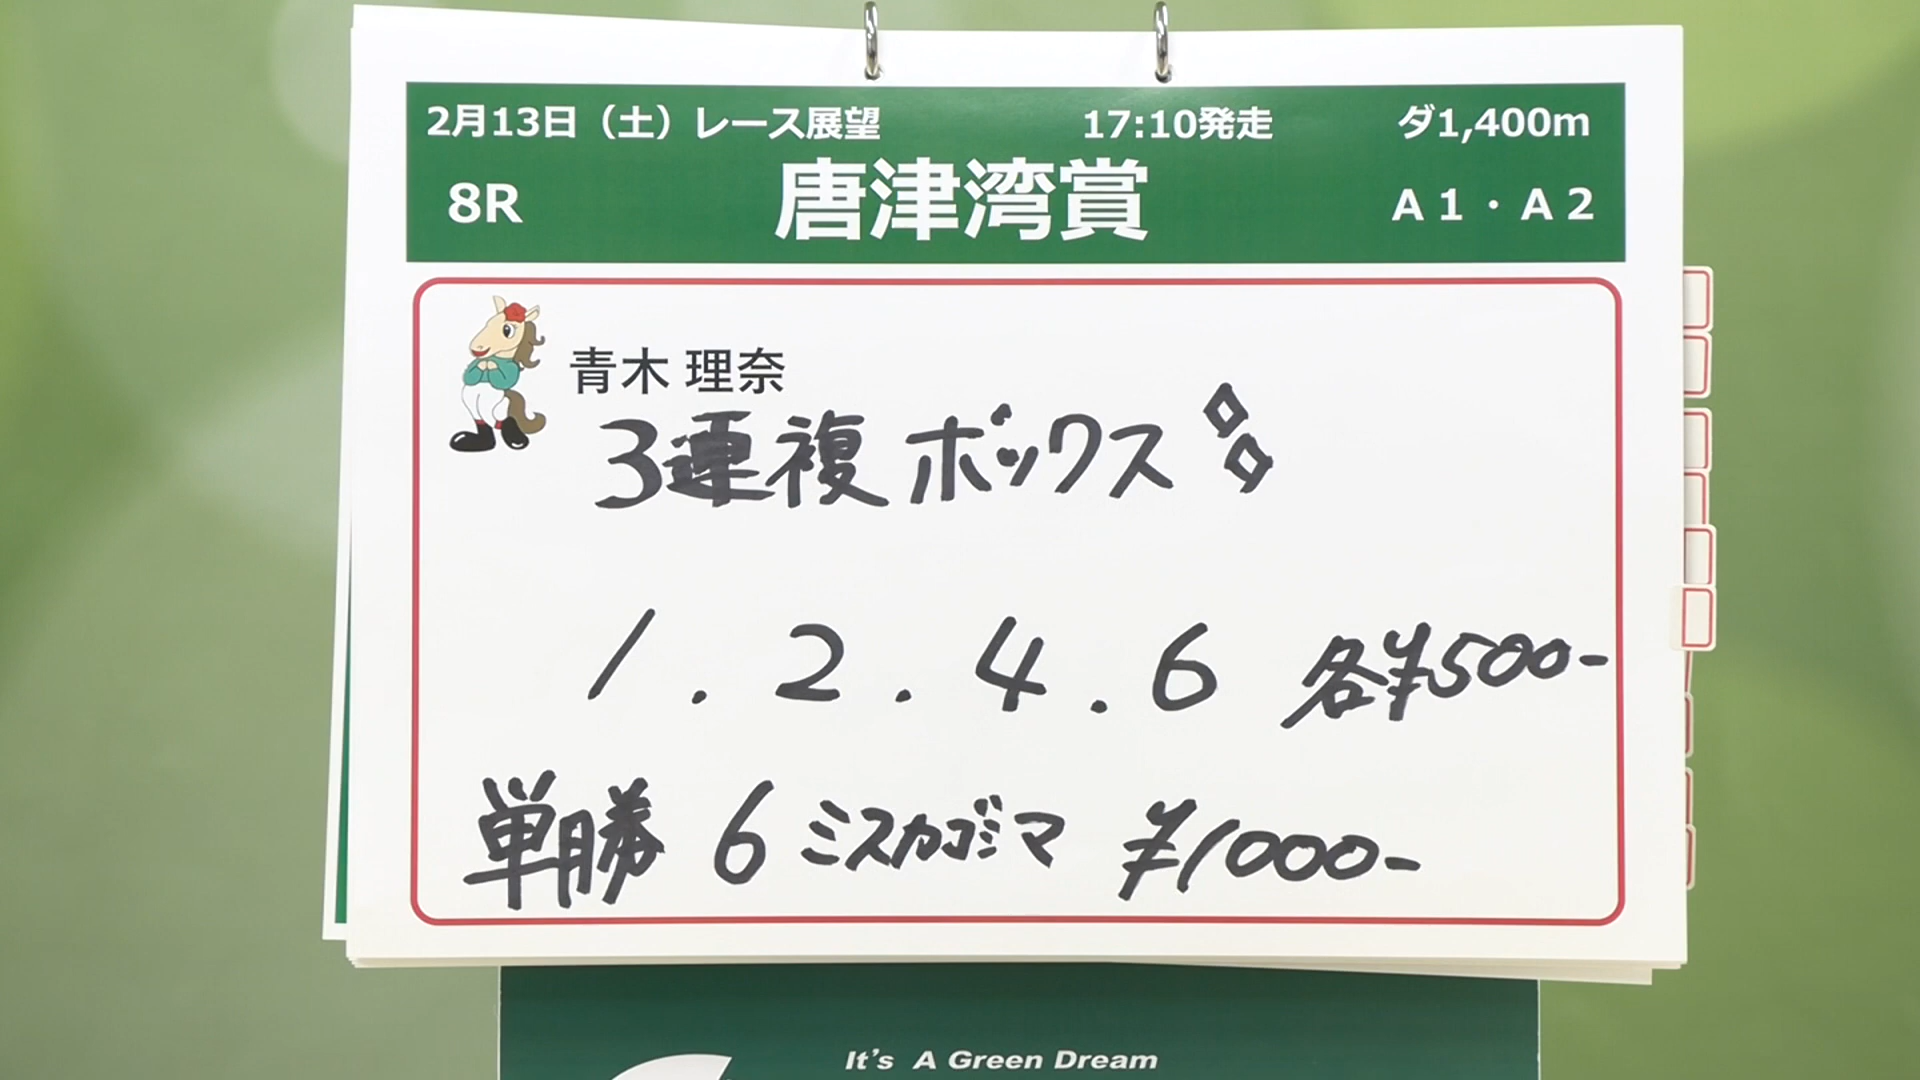 2月13日（土）レース展望 17:10発走 ダ1,400m
8R 唐津湾賞 A1・A2
青木 理奈
3連複 ボックス
1.2.4.6 各¥500-
単勝 6 ミスカゴシマ ¥1000-
It's A Green Dream